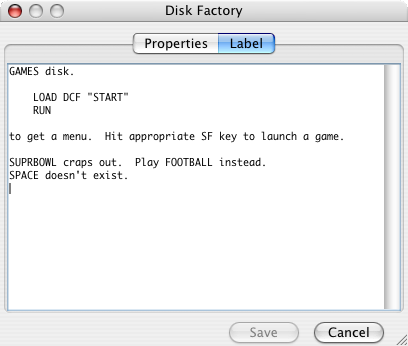 Disk Factory
Properties Label
GAMES disk.
LOAD DCF "START"
RUN
to get a menu. Hit appropriate SF key to launch a game.
SUPRBOWL craps out. Play FOOTBALL instead.
SPACE doesn't exist.
Save Cancel